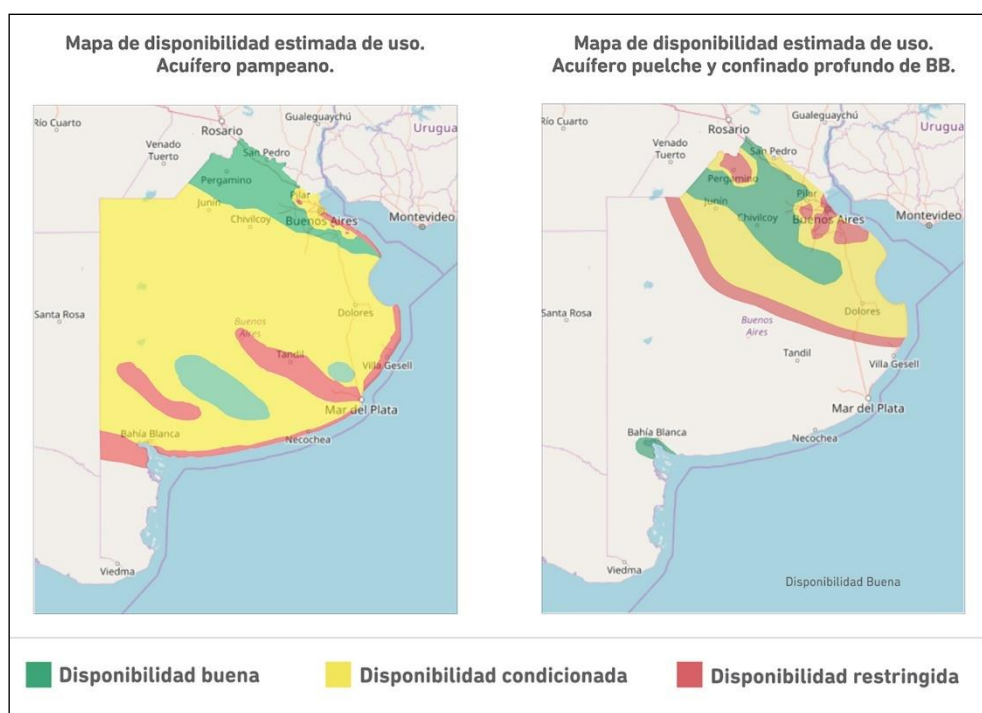 Mapa de disponibilidad estimada de uso.
Acuífero pampeano.
Río Cuarto
Gualeguaychú
Rosario
Urugua
Venado
Tuerto
San Pedro
Pergamino
Junín
Pilar
Chivilcoy
Buenos Aires
Montevideo
Santa Rosa
Dolores
Buenos
Aires
Tandil
Villa Gesell
Mar del Plata
Bahía Blanca
Necochea
Viedma
Mapa de disponibilidad estimada de uso.
Acuífero puelche y confinado profundo de BB.
Río Cuarto
Gualeguaychú
Rosario
Urugua
Venado
Tuerto
San Pedro
Pergamino
Junín
Pilar
Chivilcoy
Buenos Aires
Montevideo
Santa Rosa
Dolores
Buenos
Aires
Tandil
Villa Gesell
Mar del Plata
Bahía Blanca
Necochea
Viedma
Disponibilidad Buena
Disponibilidad buena
Disponibilidad condicionada
Disponibilidad restringida